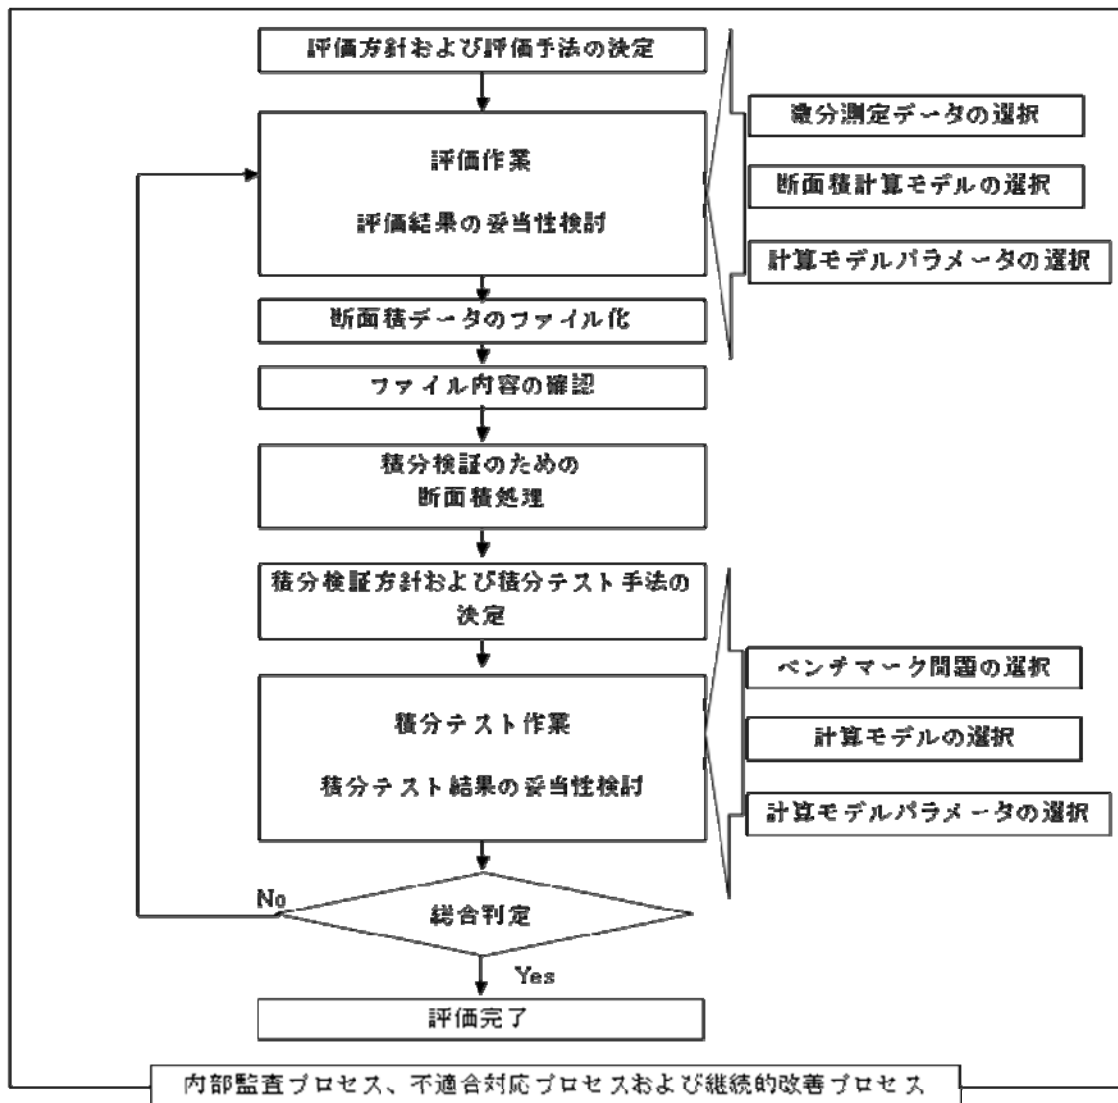 評価方針および評価手法の決定
評価作業
評価結果の妥当性検討
微分測定データの選択
断面積計算モデルの選択
計算モデルパラメータの選択
断面積データのファイル化
ファイル内容の確認
積分検証のための
断面積処理
積分検証方針および積分テスト手法の
決定
積分テスト作業
積分テスト結果の妥当性検討
ベンチマーク問題の選択
計算モデルの選択
計算モデルパラメータの選択
No
総合判定
Yes
評価完了
内部監査プロセス、不適合対応プロセスおよび継続的改善プロセス